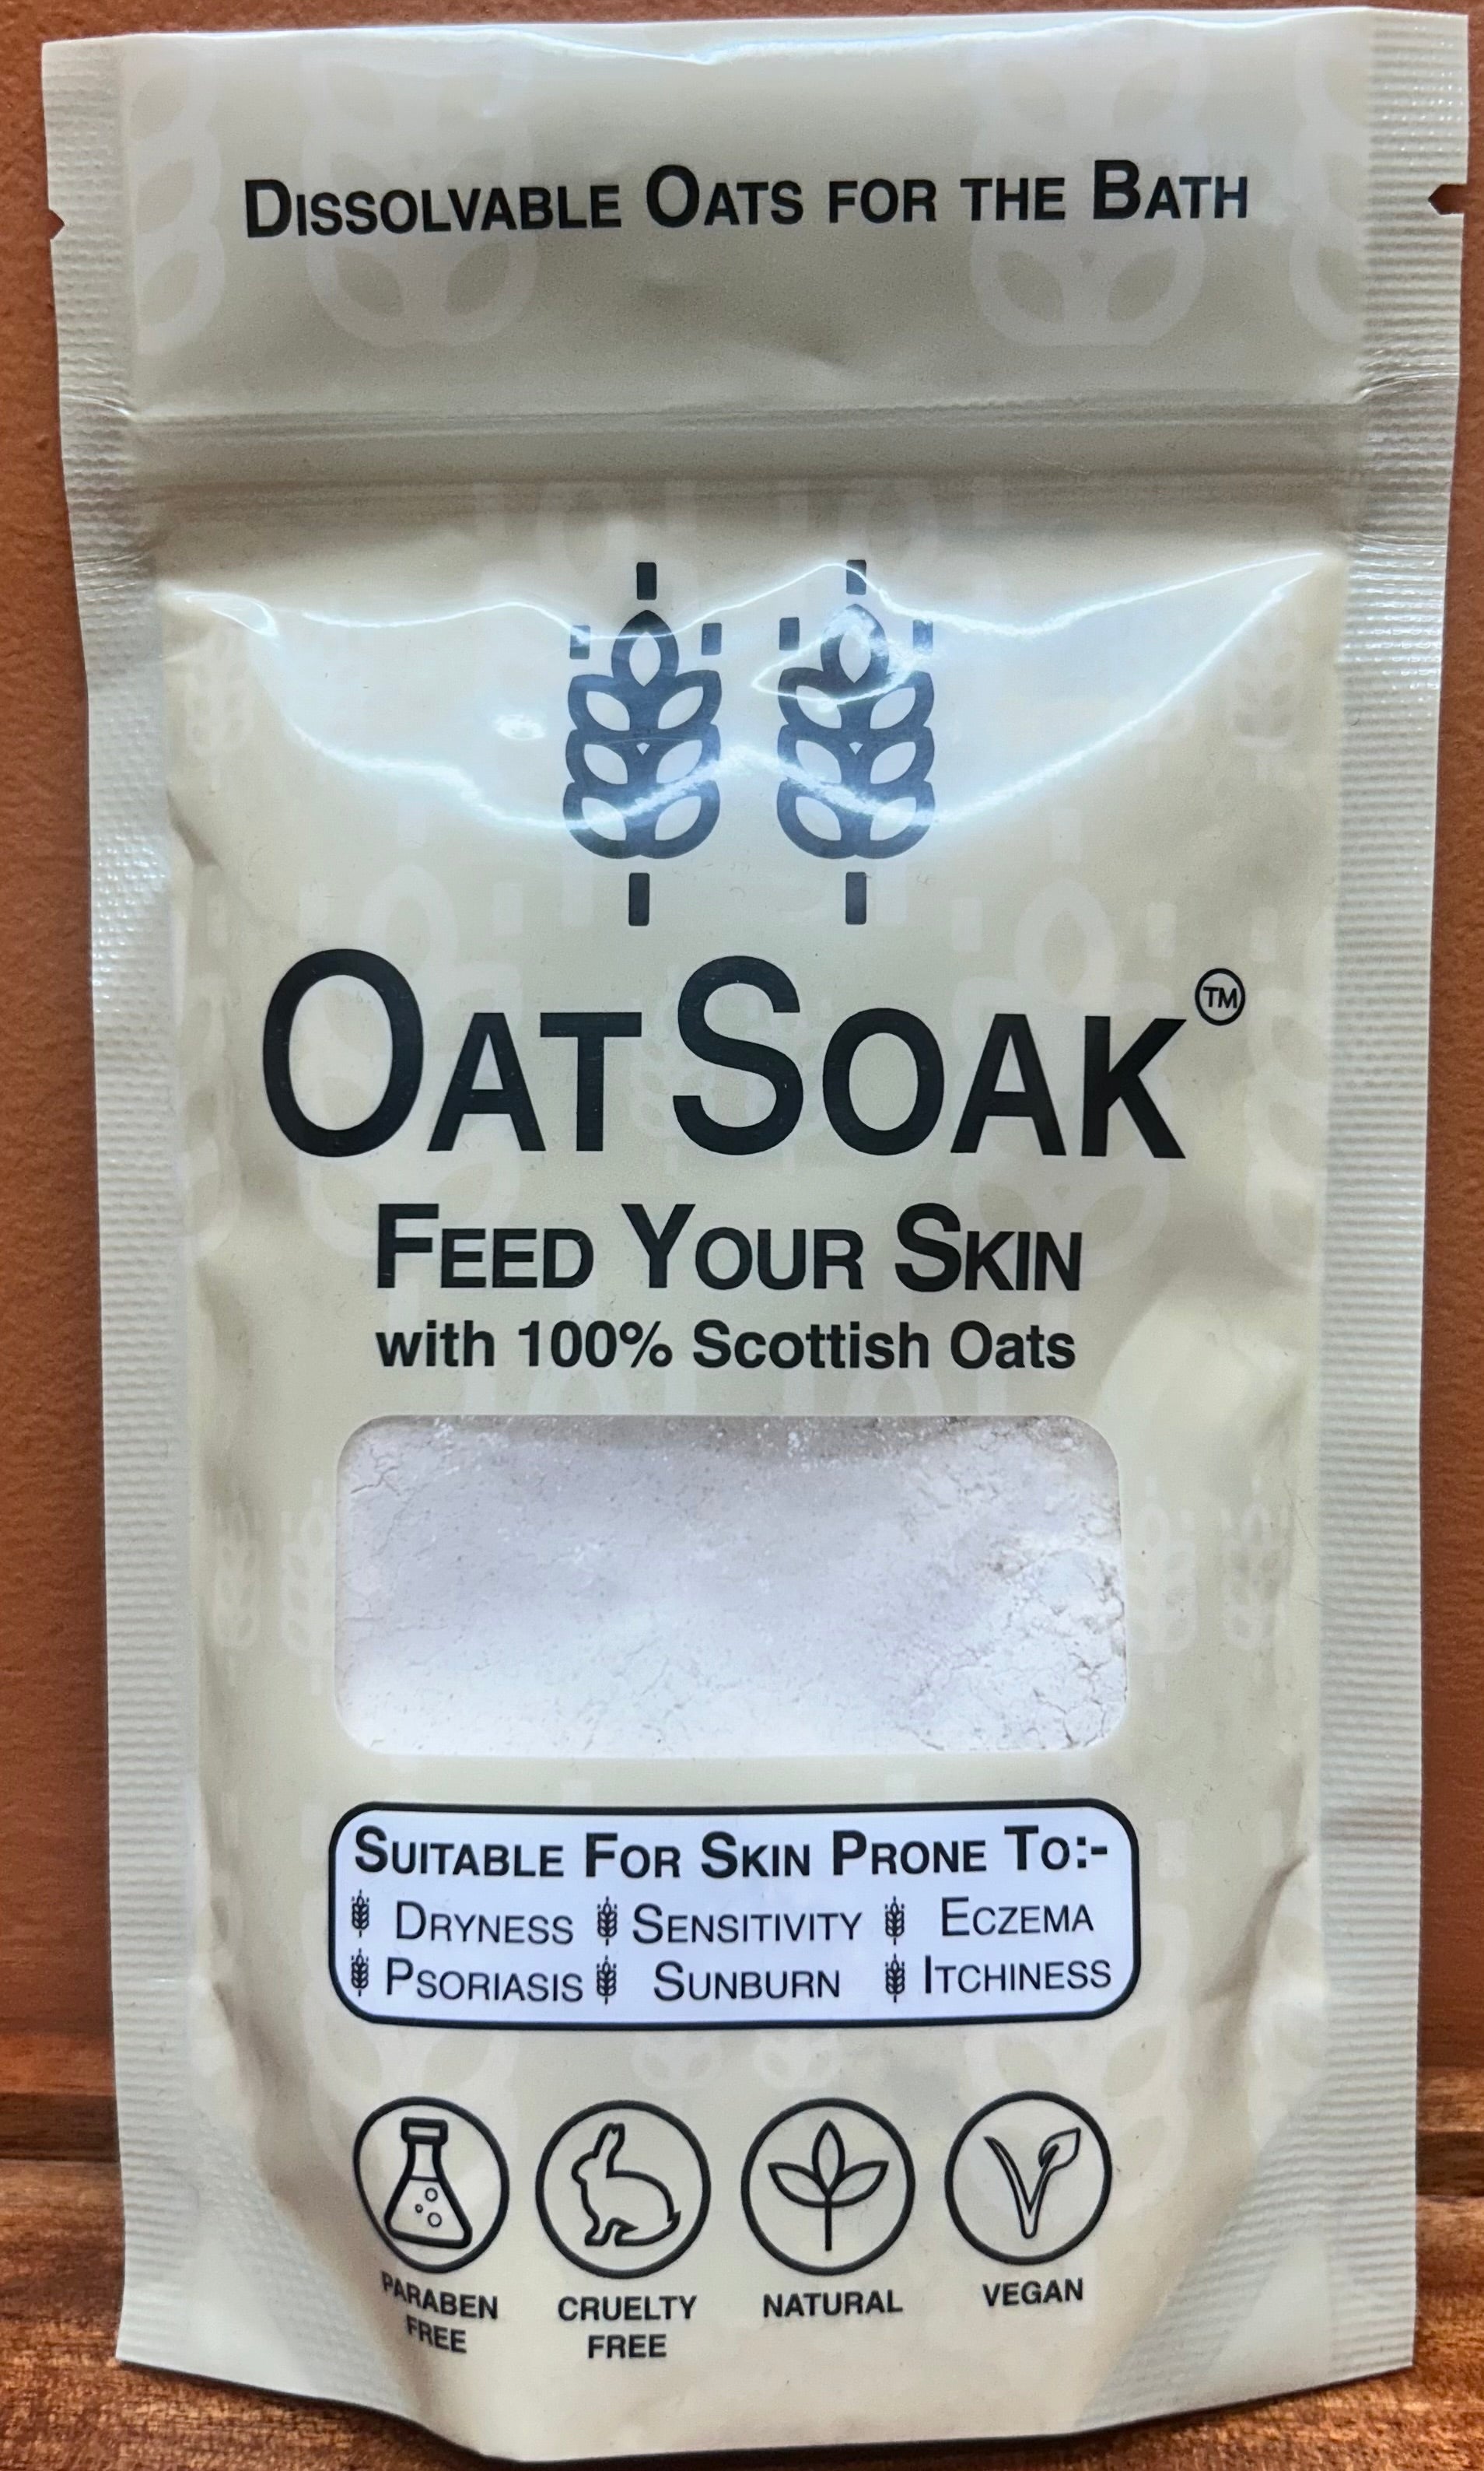 DISSOLVABLE OATS FOR THE BATH
OATSOAK™
FEED YOUR SKIN
with 100% Scottish Oats
SUITABLE FOR SKIN PRONE TO:-
DRYNESS SENSITIVITY ECZEMA
PSORIASIS SUNBURN ITCHINESS
PARABEN FREE
CRUELTY FREE
NATURAL
VEGAN